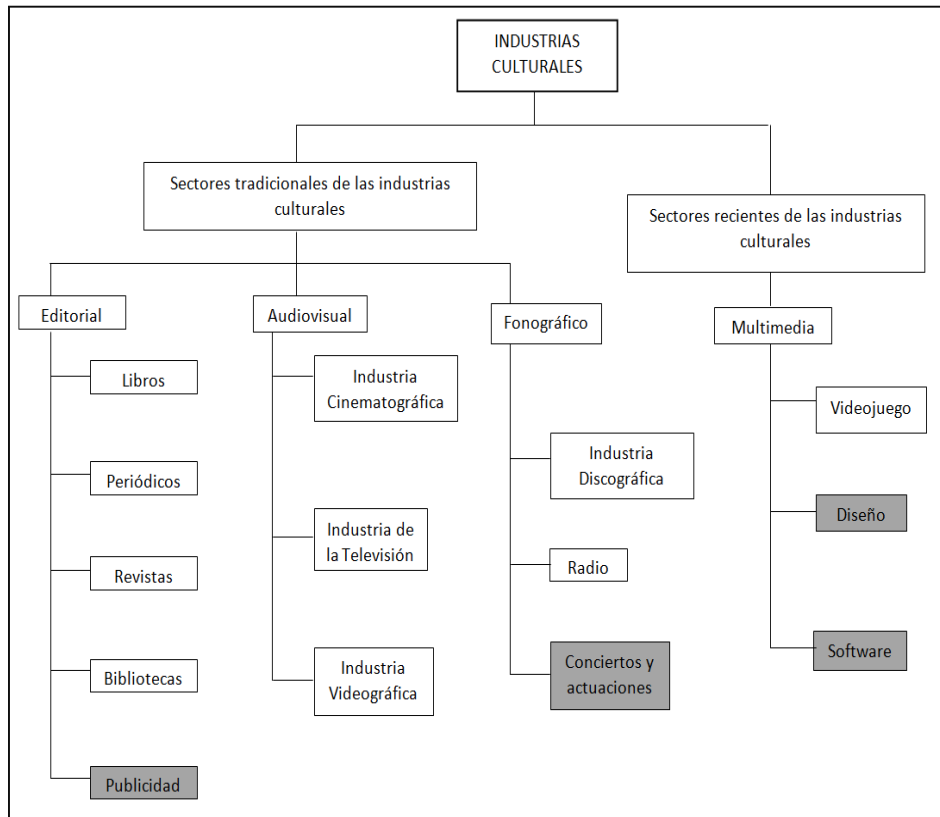 INDUSTRIAS
CULTURALES
Sectores tradicionales de las industrias
culturales
Sectores recientes de las industrias
culturales
Editorial
Audiovisual
Fonográfico
Multimedia
Libros
Periódicos
Revistas
Bibliotecas
Publicidad
Industria
Cinematográfica
Industria de
la Televisión
Industria
Videográfica
Industria
Discográfica
Radio
Conciertos y
actuaciones
Videojuego
Diseño
Software